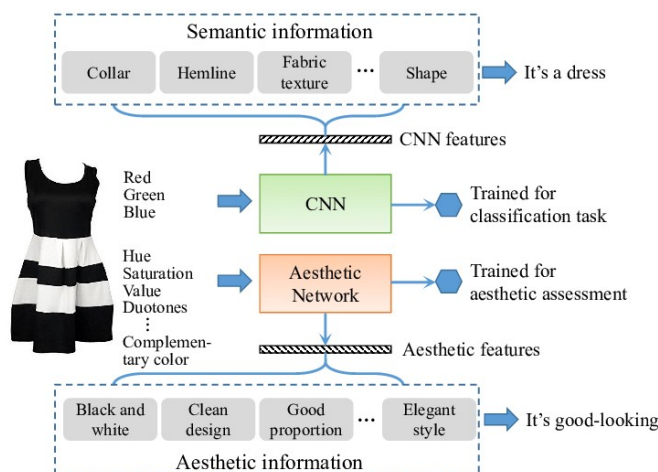 Semantic information
Collar
Hemline
Fabric
texture
...
Shape
It's a dress
CNN features
Red
Green
Blue
CNN
Trained for
classification task
Hue
Saturation
Value
Duotones
⋮
Complemen-
tary color
Aesthetic
Network
Trained for
aesthetic assessment
Aesthetic features
Black and
white
Clean
design
Good
proportion
...
Elegant
style
It's good-looking
Aesthetic information